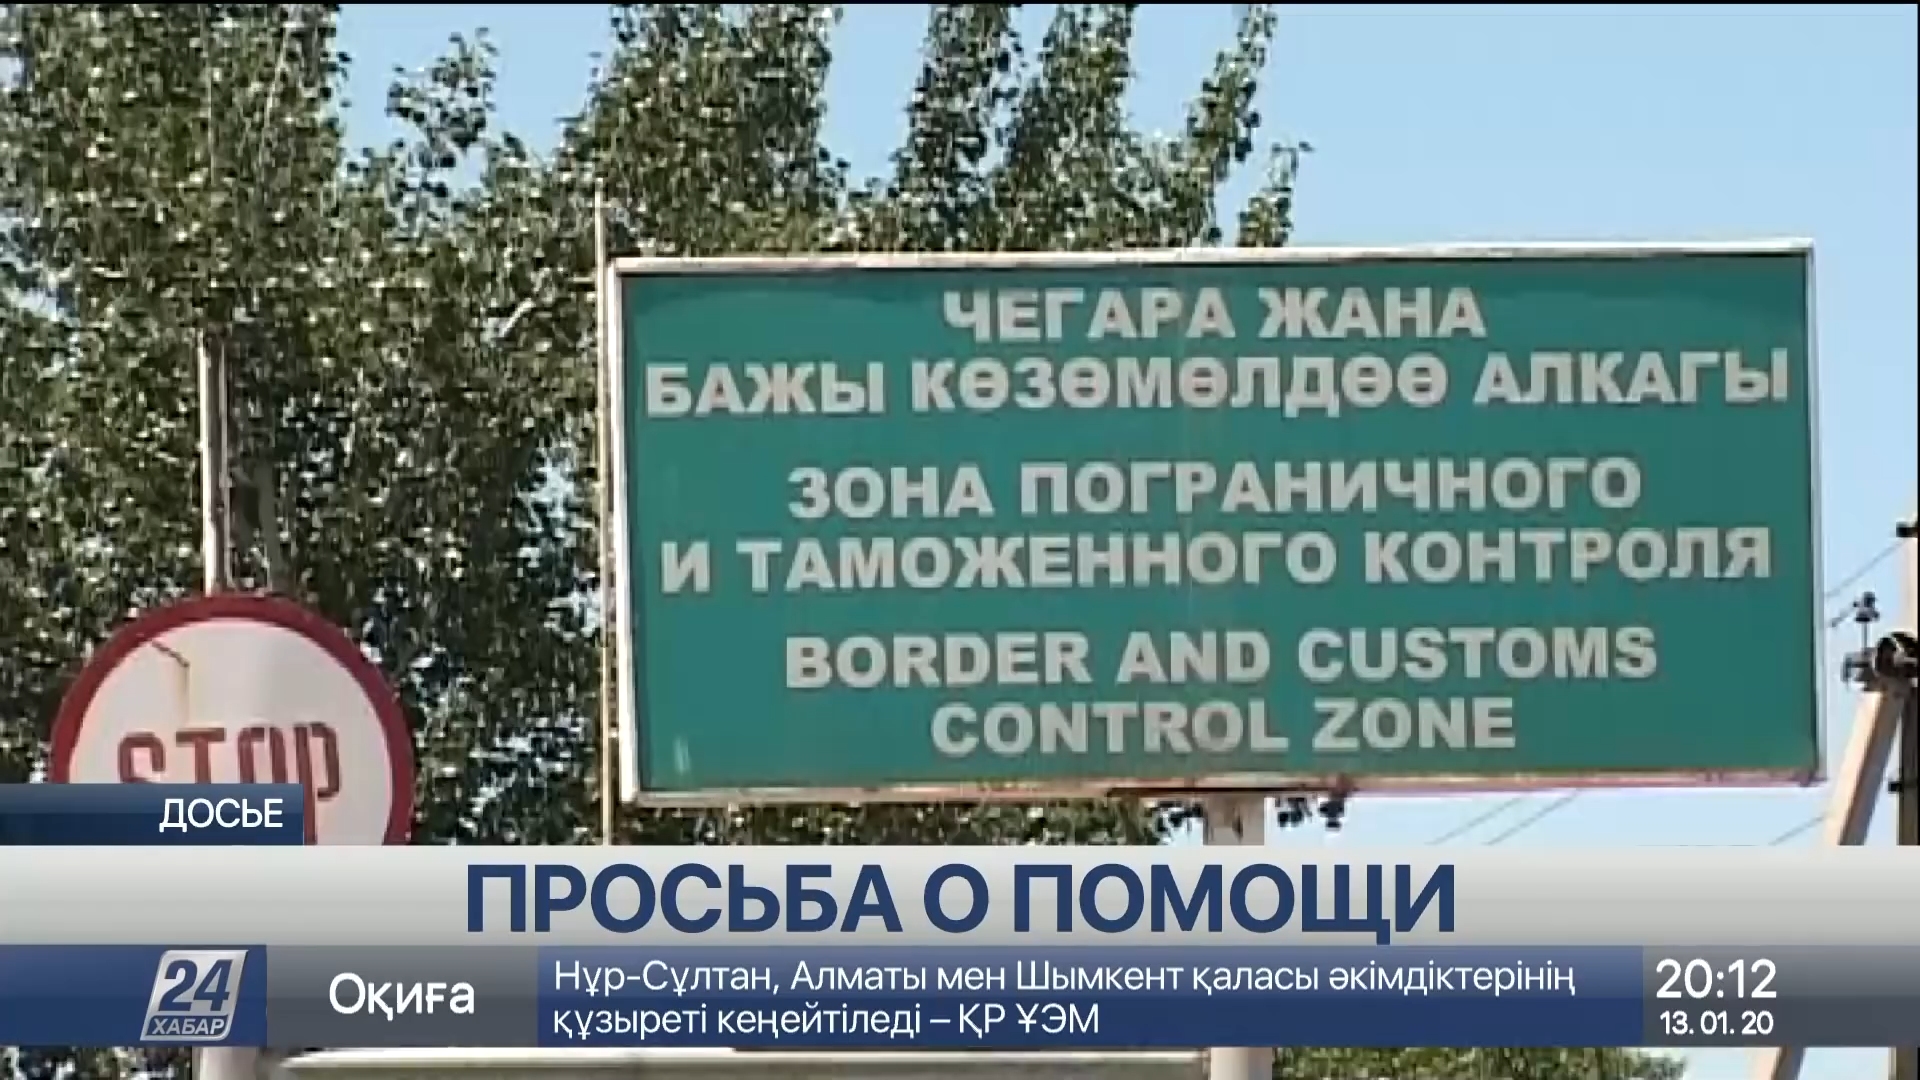 ЧЕГАРА ЖАНА
БАЖЫ КӨЗӨМӨЛДӨӨ АЛКАГЫ
ЗОНА ПОГРАНИЧНОГО
И ТАМОЖЕННОГО КОНТРОЛЯ
BORDER AND CUSTOMS
CONTROL ZONE
STOP
ДОСЬЕ
ПРОСЬБА О ПОМОЩИ
24
ХАБАР
Оқиға
Нұр-Сұлтан, Алматы мен Шымкент қаласы әкімдіктерінің
құзыреті кеңейтіледі – ҚР ҰЭМ
20:12
13. 01. 20